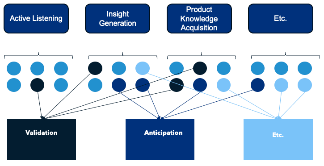 Active Listening
Insight
Generation
Product
Knowledge
Acquisition
Etc.
Validation
Anticipation
Etc.